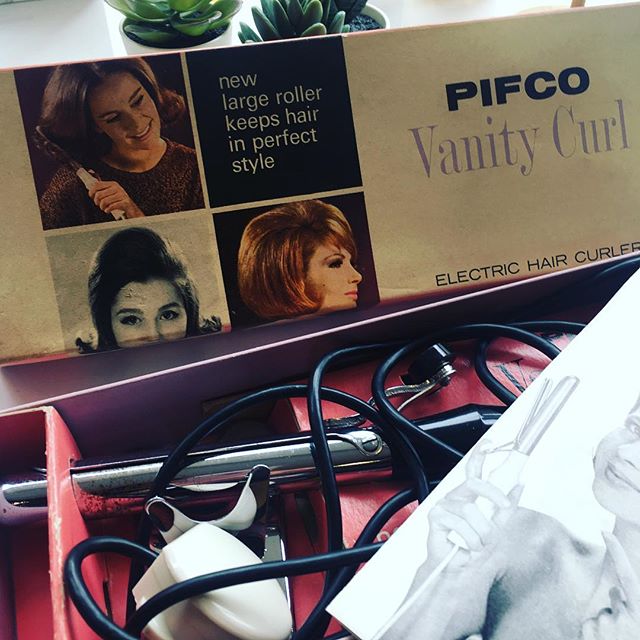 new
large roller
keeps hair
in perfect
style
PIFCO
Vanity Curl
ELECTRIC HAIR CURLER